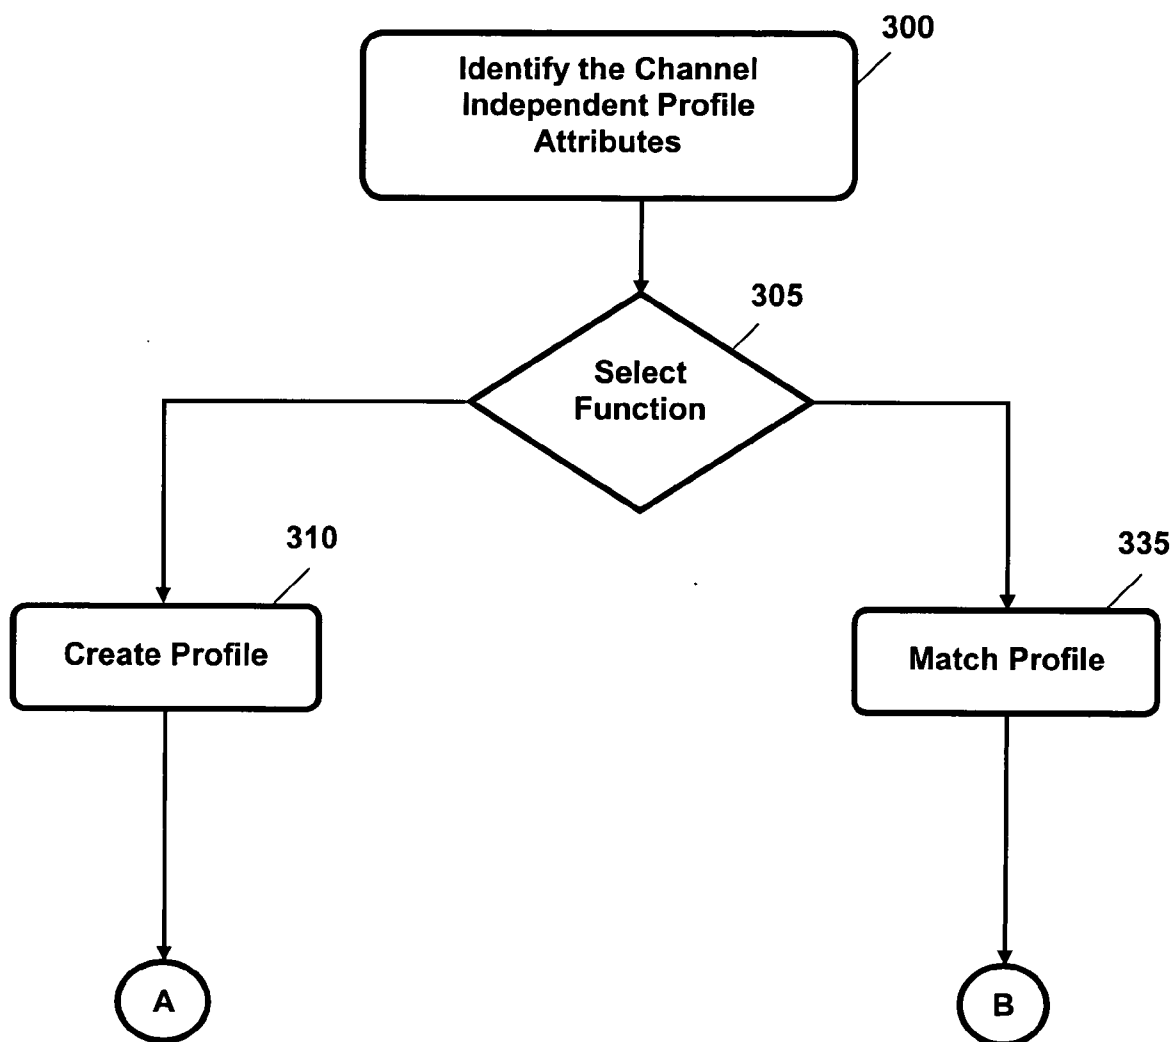 300
Identify the Channel
Independent Profile
Attributes
305
Select
Function
310
335
Create Profile
Match Profile
A
B